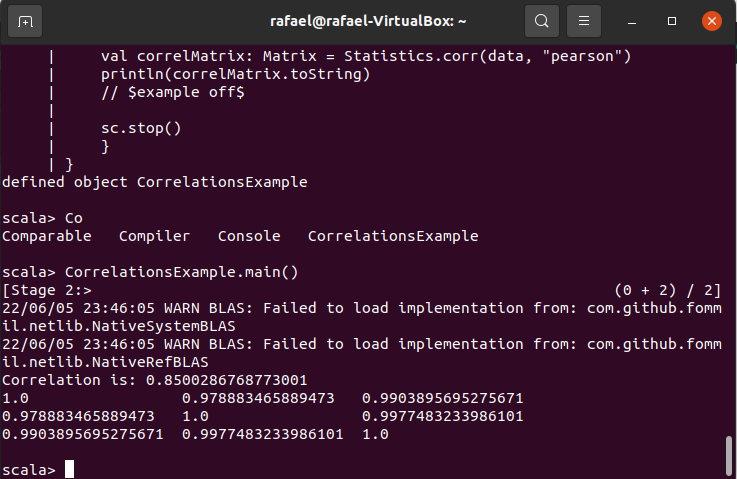 rafael@rafael-VirtualBox: ~
| val correlMatrix: Matrix = Statistics.corr(data, "pearson")
| println(correlMatrix.toString)
| // $example off$
|
| sc.stop()
| }
| }
defined object CorrelationsExample
scala> Co
Comparable Compiler Console CorrelationsExample
scala> CorrelationsExample.main()
[Stage 2:> (0 + 2) / 2]
22/06/05 23:46:05 WARN BLAS: Failed to load implementation from: com.github.fomm
il.netlib.NativeSystemBLAS
22/06/05 23:46:05 WARN BLAS: Failed to load implementation from: com.github.fomm
il.netlib.NativeRefBLAS
Correlation is: 0.8500286768773001
1.0 0.978883465889473 0.9903895695275671
0.978883465889473 1.0 0.9977483233986101
0.9903895695275671 0.9977483233986101 1.0
scala>